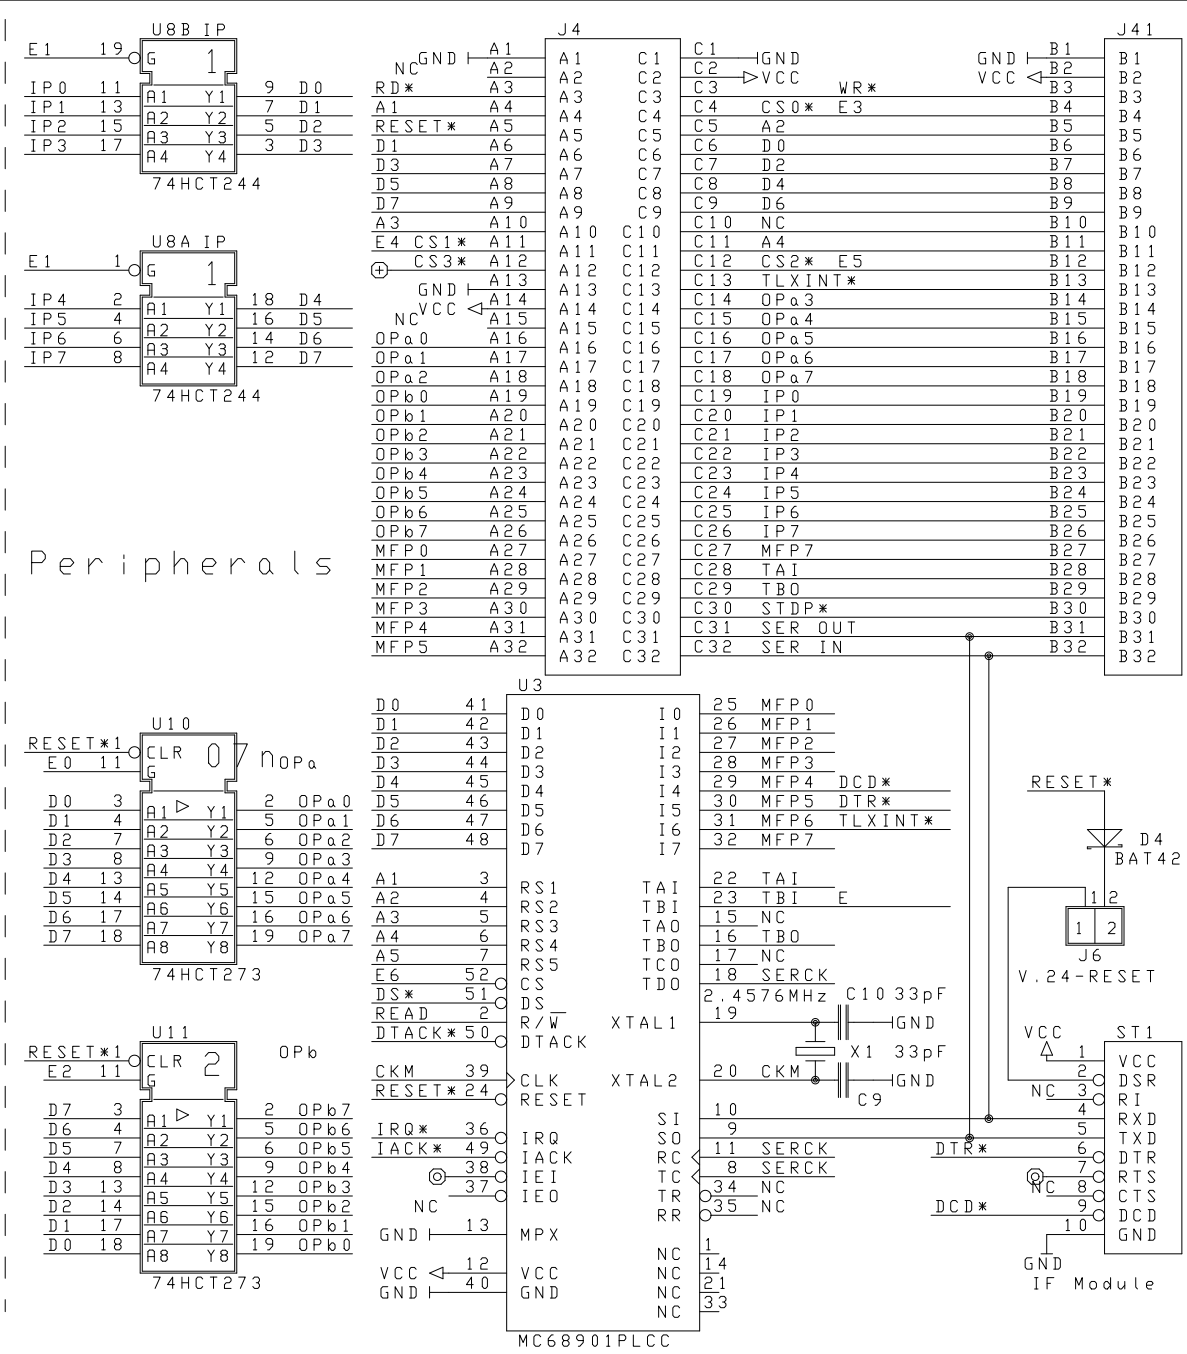 U8B IP
E1 19 G 1
IP0 11 A1 Y1 9 D0
IP1 13 A2 Y2 7 D1
IP2 15 A3 Y3 5 D2
IP3 17 A4 Y4 3 D3
74HCT244
U8A IP
E1 1 G 1
IP4 2 A1 Y1 18 D4
IP5 4 A2 Y2 16 D5
IP6 6 A3 Y3 14 D6
IP7 8 A4 Y4 12 D7
74HCT244
Peripherals
U10
RESET* 1 CLR 07 nOPa
E0 11 G
D0 3 A1 Y1 2 OPa0
D1 4 A2 Y2 5 OPa1
D2 7 A3 Y3 6 OPa2
D3 8 A4 Y4 9 OPa3
D4 13 A5 Y5 12 OPa4
D5 14 A6 Y6 15 OPa5
D6 17 A7 Y7 16 OPa6
D7 18 A8 Y8 19 OPa7
74HCT273
U11
RESET* 1 CLR 2 OPb
E2 11 G
D7 3 A1 Y1 2 OPb7
D6 4 A2 Y2 5 OPb6
D5 7 A3 Y3 6 OPb5
D4 8 A4 Y4 9 OPb4
D3 13 A5 Y5 12 OPb3
D2 14 A6 Y6 15 OPb2
D1 17 A7 Y7 16 OPb1
D0 18 A8 Y8 19 OPb0
74HCT273
J4 J41
GND A1 A1 C1 C1 GND GND B1 B1
NC A2 A2 C2 C2 VCC VCC B2 B2
RD* A3 A3 C3 C3 WR* B3 B3
A1 A4 A4 C4 C4 CS0* E3 B4 B4
RESET* A5 A5 C5 C5 A2 B5 B5
D1 A6 A6 C6 C6 D0 B6 B6
D3 A7 A7 C7 C7 D2 B7 B7
D5 A8 A8 C8 C8 D4 B8 B8
D7 A9 A9 C9 C9 D6 B9 B9
A3 A10 A10 C10 C10 NC B10 B10
E4 CS1* A11 A11 C11 C11 A4 B11 B11
CS3* A12 A12 C12 C12 CS2* E5 B12 B12
GND A13 A13 C13 C13 TLXINT* B13 B13
VCC A14 A14 C14 C14 OPa3 B14 B14
NC A15 A15 C15 C15 OPa4 B15 B15
OPa0 A16 A16 C16 C16 OPa5 B16 B16
OPa1 A17 A17 C17 C17 OPa6 B17 B17
OPa2 A18 A18 C18 C18 OPa7 B18 B18
OPb0 A19 A19 C19 C19 IP0 B19 B19
OPb1 A20 A20 C20 C20 IP1 B20 B20
OPb2 A21 A21 C21 C21 IP2 B21 B21
OPb3 A22 A22 C22 C22 IP3 B22 B22
OPb4 A23 A23 C23 C23 IP4 B23 B23
OPb5 A24 A24 C24 C24 IP5 B24 B24
OPb6 A25 A25 C25 C25 IP6 B25 B25
OPb7 A26 A26 C26 C26 IP7 B26 B26
MFP0 A27 A27 C27 C27 MFP7 B27 B27
MFP1 A28 A28 C28 C28 TAI B28 B28
MFP2 A29 A29 C29 C29 TBO B29 B29
MFP3 A30 A30 C30 C30 STDP* B30 B30
MFP4 A31 A31 C31 C31 SER OUT B31 B31
MFP5 A32 A32 C32 C32 SER IN B32 B32
U3
D0 41 D0 I0 25 MFP0
D1 42 D1 I1 26 MFP1
D2 43 D2 I2 27 MFP2
D3 44 D3 I3 28 MFP3
D4 45 D4 I4 29 MFP4 DCD*
D5 46 D5 I5 30 MFP5 DTR*
D6 47 D6 I6 31 MFP6 TLXINT*
D7 48 D7 I7 32 MFP7
A1 3 RS1 TAI 22 TAI
A2 4 RS2 TBI 23 TBI E
A3 5 RS3 TAO 15 NC
A4 6 RS4 TBO 16 TBO
A5 7 RS5 TCO 17 NC
E6 52 CS TDO 18 SERCK
DS* 51 DS 2.4576MHz C10 33pF
READ 2 R/W XTAL1 19 GND
DTACK* 50 DTACK X1 33pF
CKM 39 CLK XTAL2 20 CKM GND
RESET* 24 RESET C9
SI 10
IRQ* 36 IRQ SO 9
IACK* 49 IACK RC 11 SERCK
38 IEI TC 8 SERCK
37 IEO TR 34 NC
NC RR 35 NC
GND 13 MPX
NC 1
VCC 12 VCC NC 14
GND 40 GND NC 21
NC 33
MC68901PLCC
RESET*
D4
BAT42
1 2
1 2
J6
V.24-RESET
VCC ST1
1 VCC
2 DSR
NC 3 RI
4 RXD
5 TXD
DTR* 6 DTR
7 RTS
NC 8 CTS
DCD* 9 DCD
10 GND
GND
IF Module